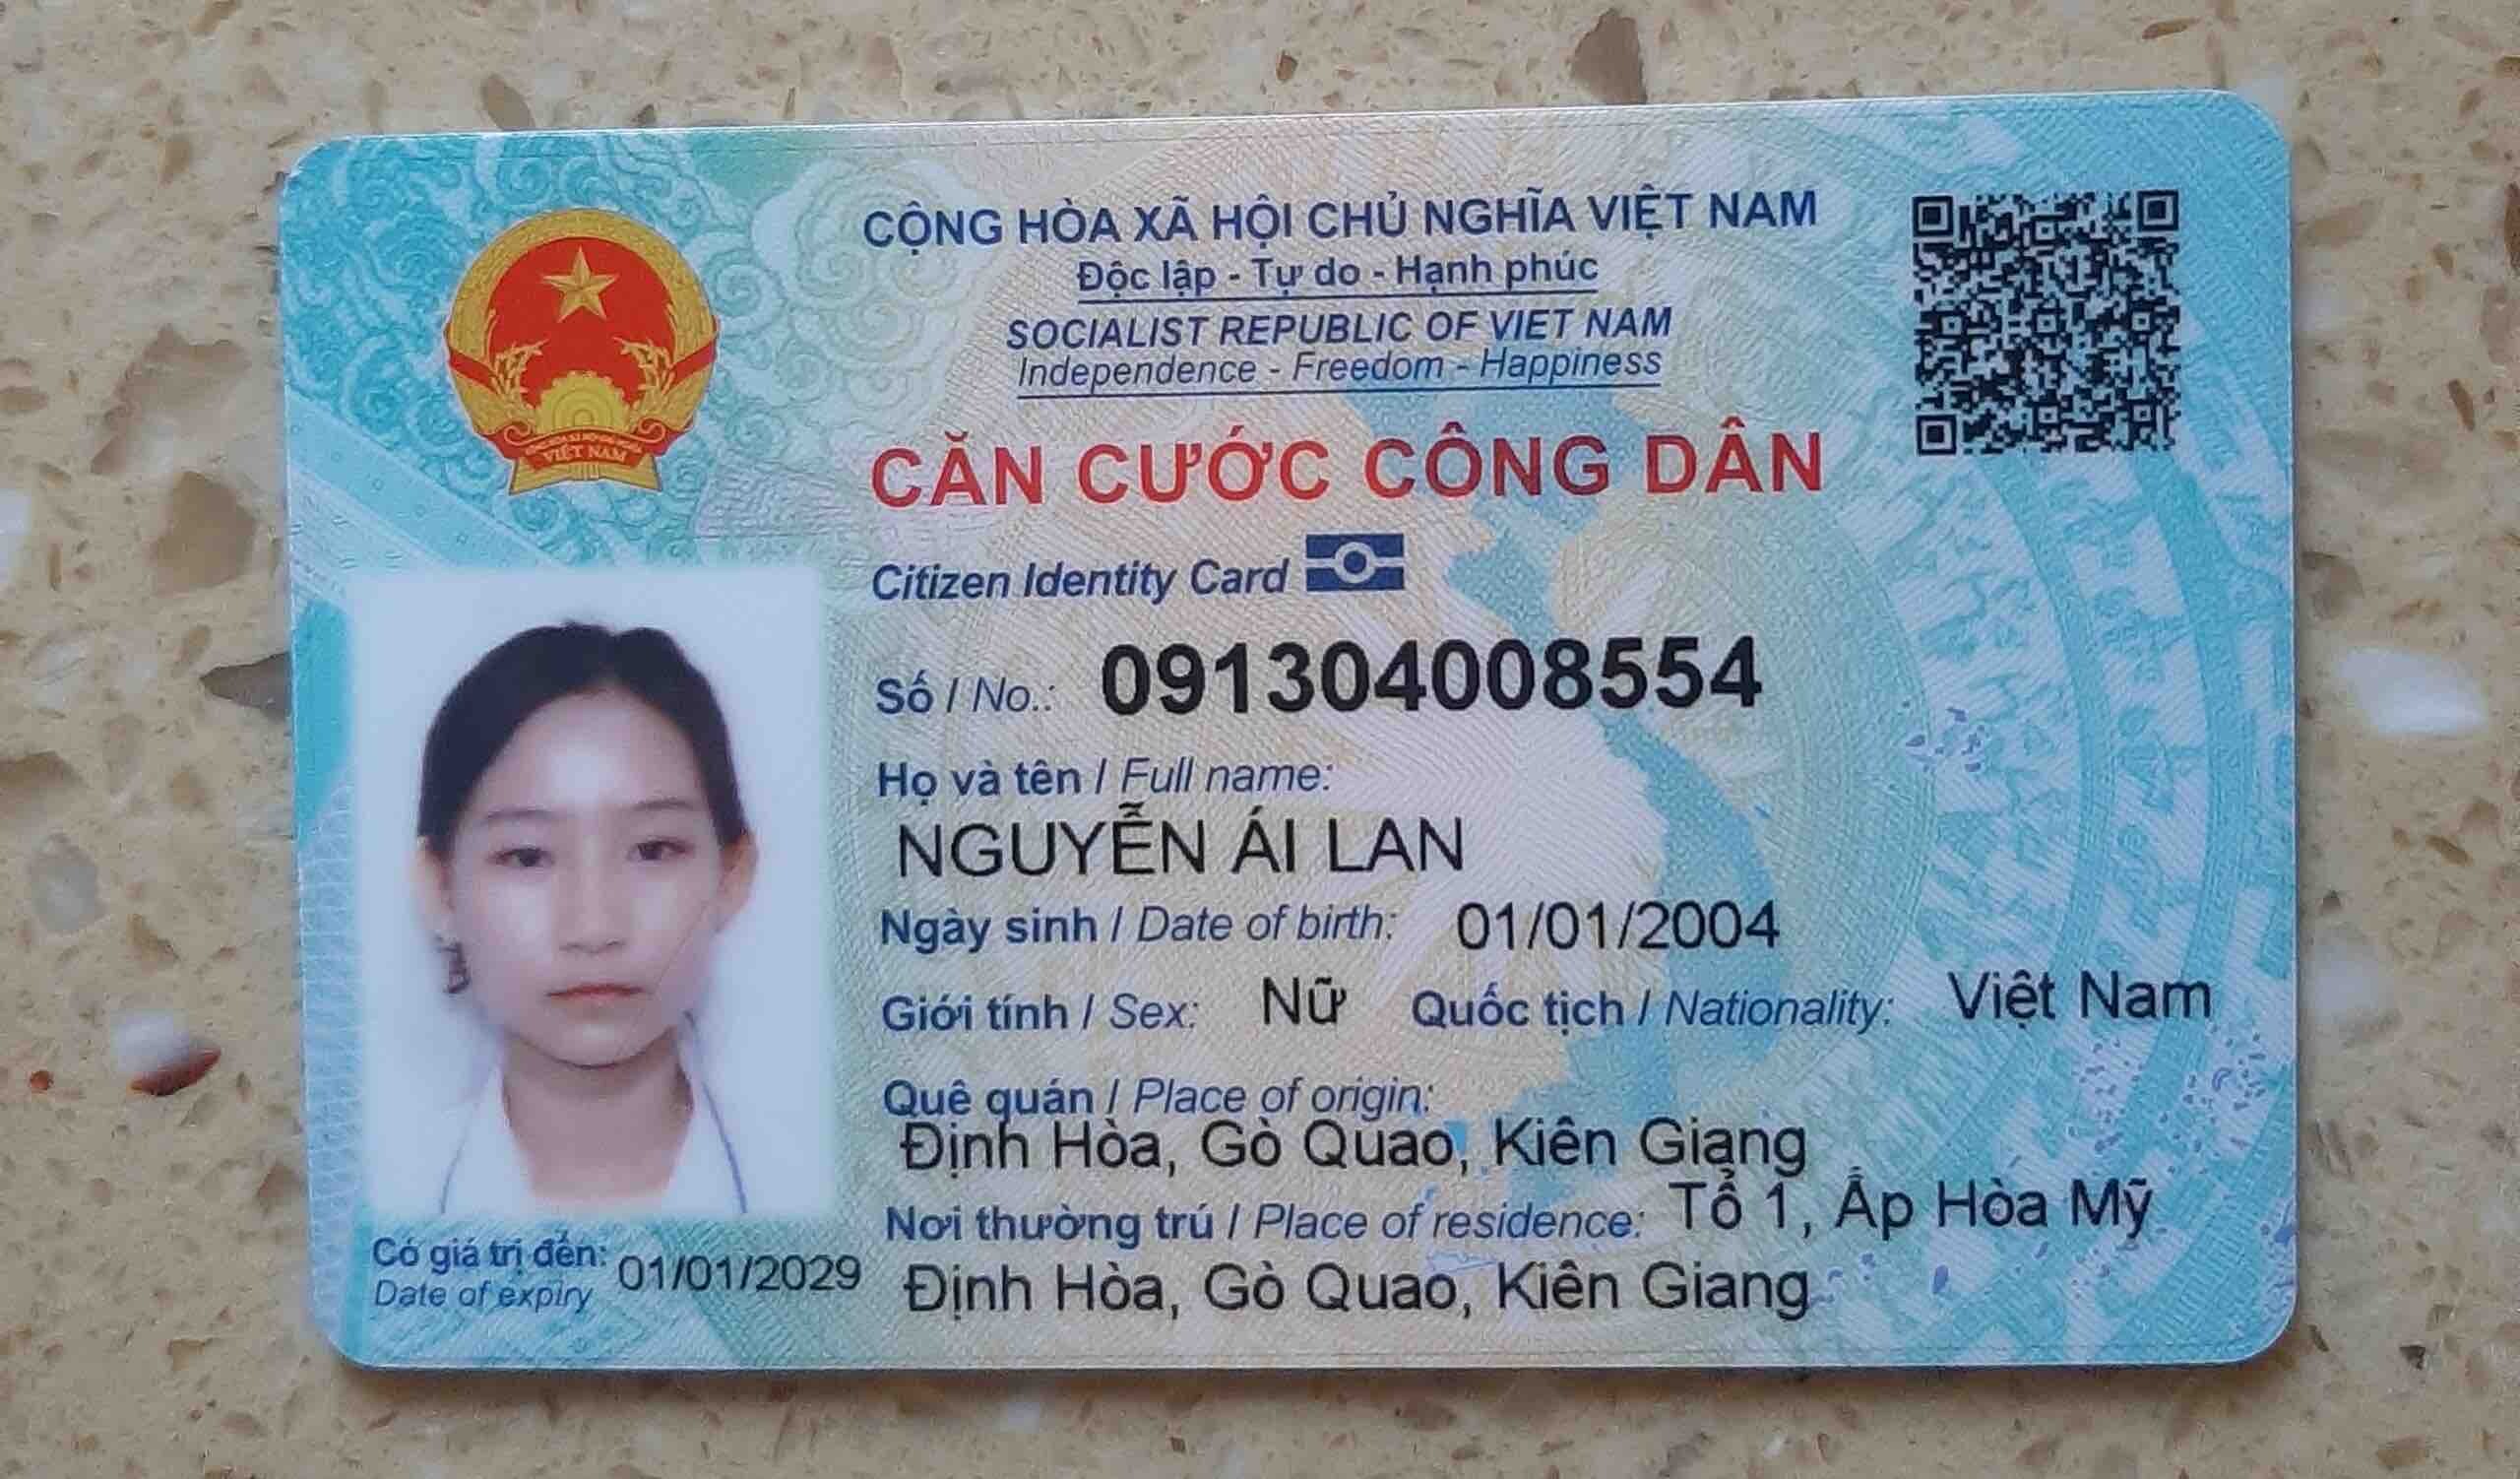 CỘNG HÒA XÃ HỘI CHỦ NGHĨA VIỆT NAM
Độc lập - Tự do - Hạnh phúc
SOCIALIST REPUBLIC OF VIET NAM
Independence - Freedom - Happiness
VIỆT NAM
CĂN CƯỚC CÔNG DÂN
Citizen Identity Card
Số / No.: 091304008554
Họ và tên / Full name:
NGUYỄN ÁI LAN
Ngày sinh / Date of birth: 01/01/2004
Giới tính / Sex: Nữ Quốc tịch / Nationality: Việt Nam
Quê quán / Place of origin:
Định Hòa, Gò Quao, Kiên Giang
Nơi thường trú / Place of residence: Tổ 1, Ấp Hòa Mỹ
Định Hòa, Gò Quao, Kiên Giang
Có giá trị đến: 01/01/2029
Date of expiry